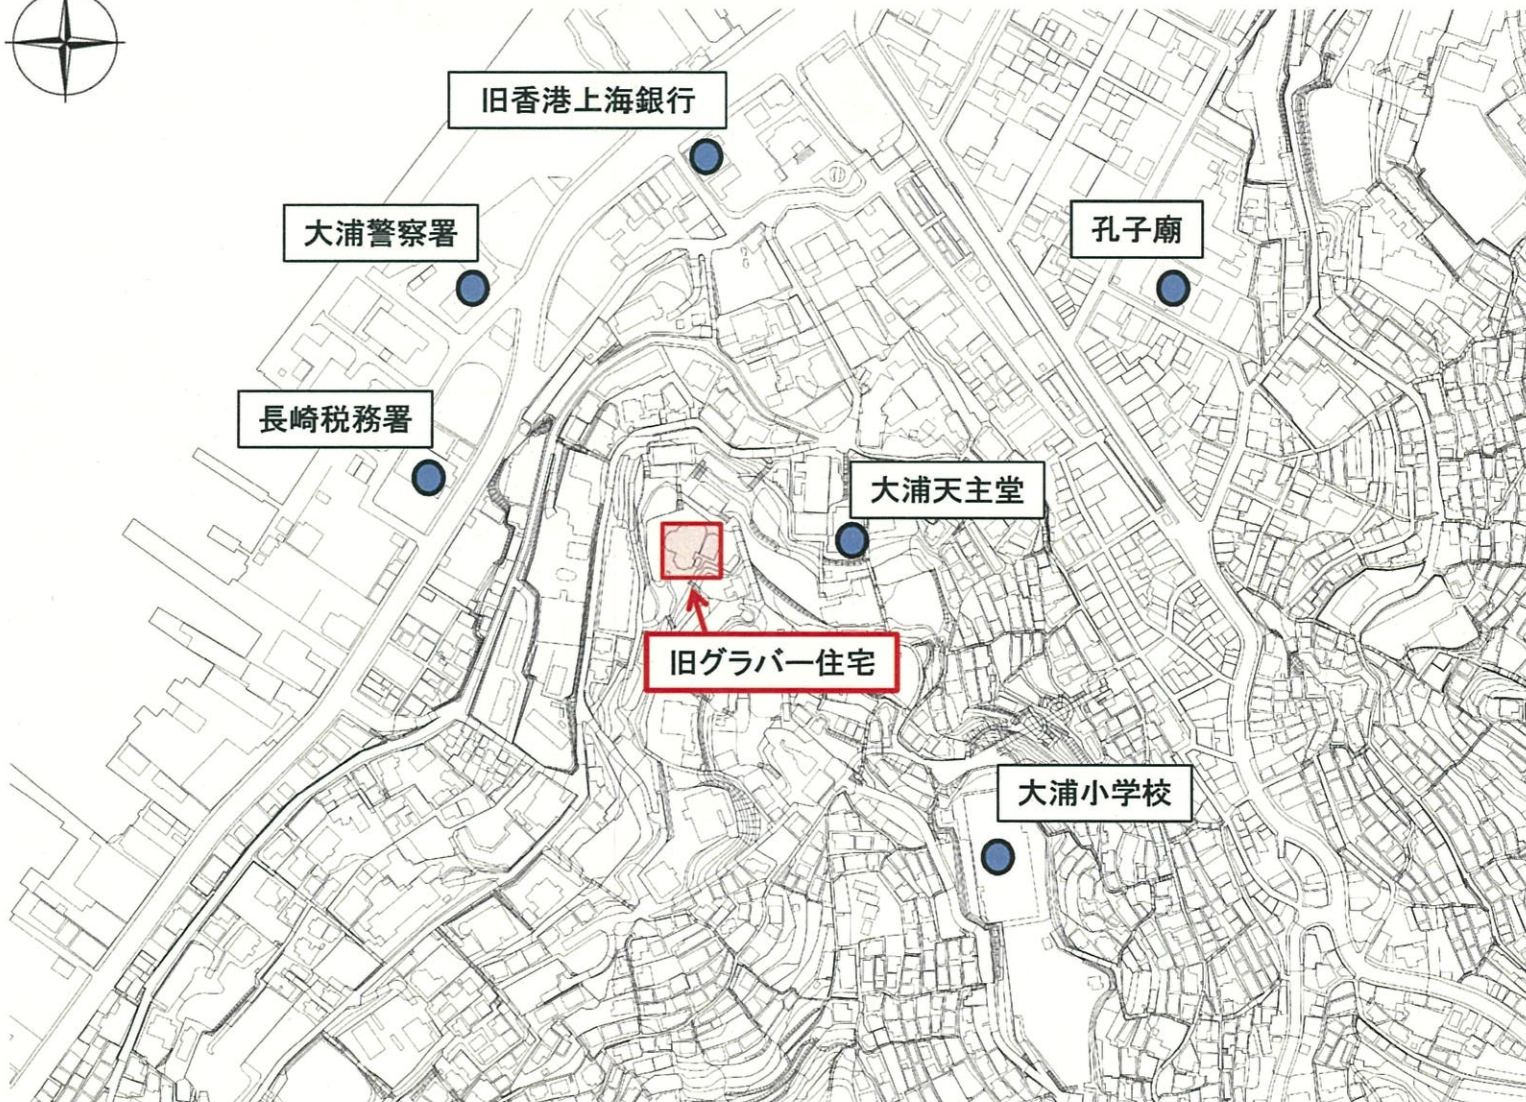 旧香港上海銀行
大浦警察署
孔子廟
長崎税務署
大浦天主堂
旧グラバー住宅
大浦小学校